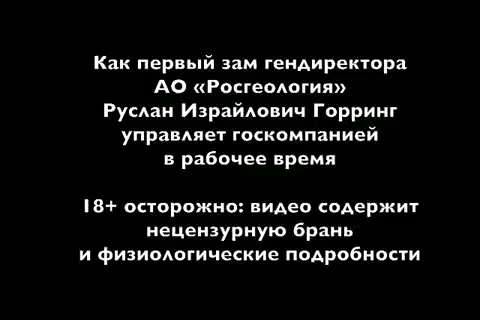 Как первый зам гендиректора
АО «Росгеология»
Руслан Израйлович Горринг
управляет госкомпанией
в рабочее время
18+ осторожно: видео содержит
нецензурную брань
и физиологические подробности